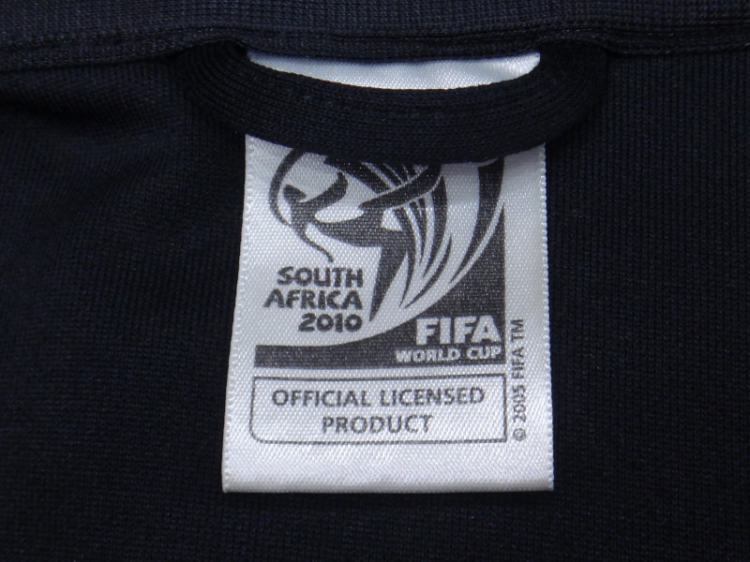 SOUTH
AFRICA
2010
FIFA
WORLD CUP
OFFICIAL LICENSED
PRODUCT
© 2005 FIFA TM